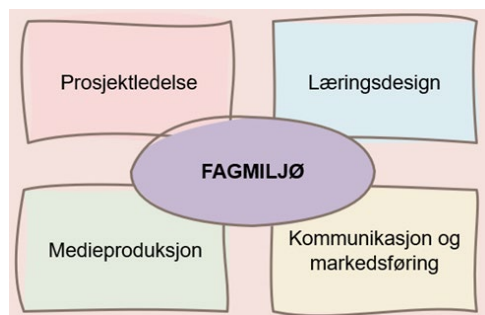 Prosjektledelse
Læringsdesign
FAGMILJØ
Medieproduksjon
Kommunikasjon og
markedsføring